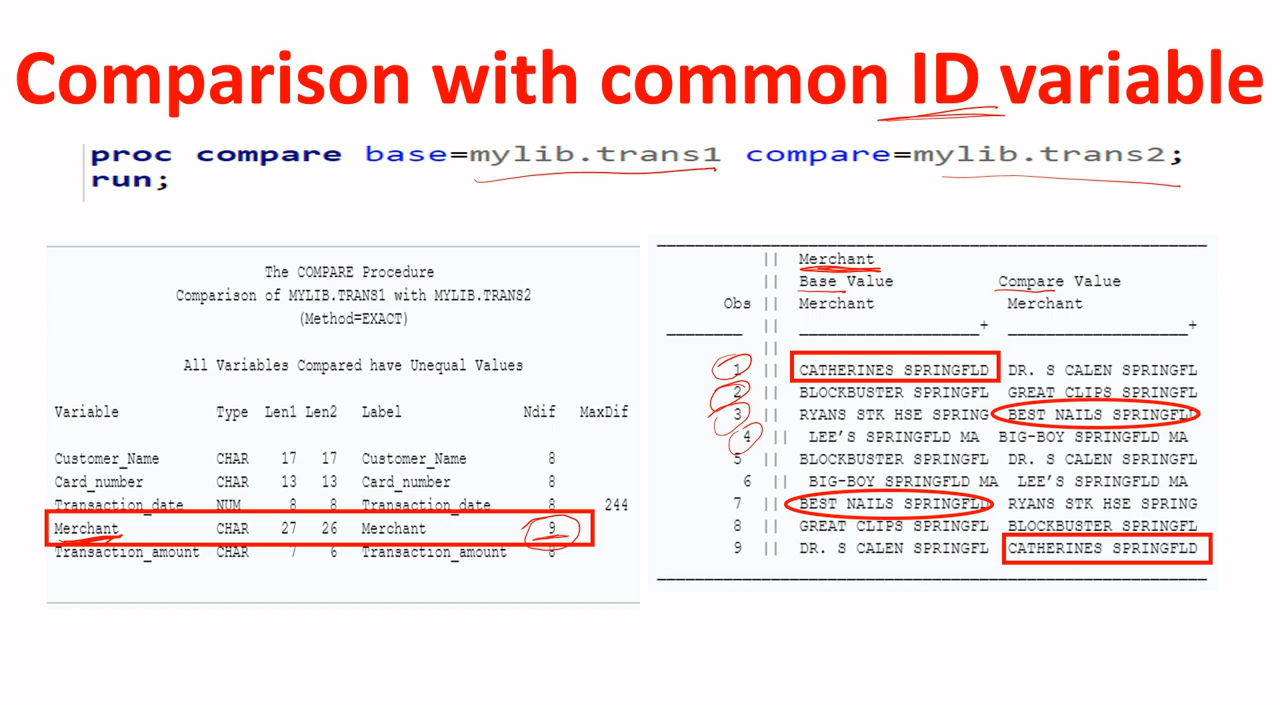 Comparison with common ID variable
proc compare base=mylib.trans1 compare=mylib.trans2;
run;
The COMPARE Procedure
Comparison of MYLIB.TRANS1 with MYLIB.TRANS2
(Method=EXACT)
All Variables Compared have Unequal Values
Variable Type Len1 Len2 Label Ndif MaxDif
Customer_Name CHAR 17 17 Customer_Name 8
Card_number CHAR 13 13 Card_number 8
Transaction_date NUM 8 8 Transaction_date 8 244
Merchant CHAR 27 26 Merchant 9
Transaction_amount CHAR 7 6 Transaction_amount 8
|| Merchant
|| Base Value Compare Value
Obs || Merchant Merchant
________ || ___________________+ ___________________+
||
1 || CATHERINES SPRINGFLD DR. S CALEN SPRINGFL
2 || BLOCKBUSTER SPRINGFL GREAT CLIPS SPRINGFL
3 || RYANS STK HSE SPRING BEST NAILS SPRINGFLD
4 || LEE'S SPRINGFLD MA BIG-BOY SPRINGFLD MA
5 || BLOCKBUSTER SPRINGFL DR. S CALEN SPRINGFL
6 || BIG-BOY SPRINGFLD MA LEE'S SPRINGFLD MA
7 || BEST NAILS SPRINGFLD RYANS STK HSE SPRING
8 || GREAT CLIPS SPRINGFL BLOCKBUSTER SPRINGFL
9 || DR. S CALEN SPRINGFL CATHERINES SPRINGFLD